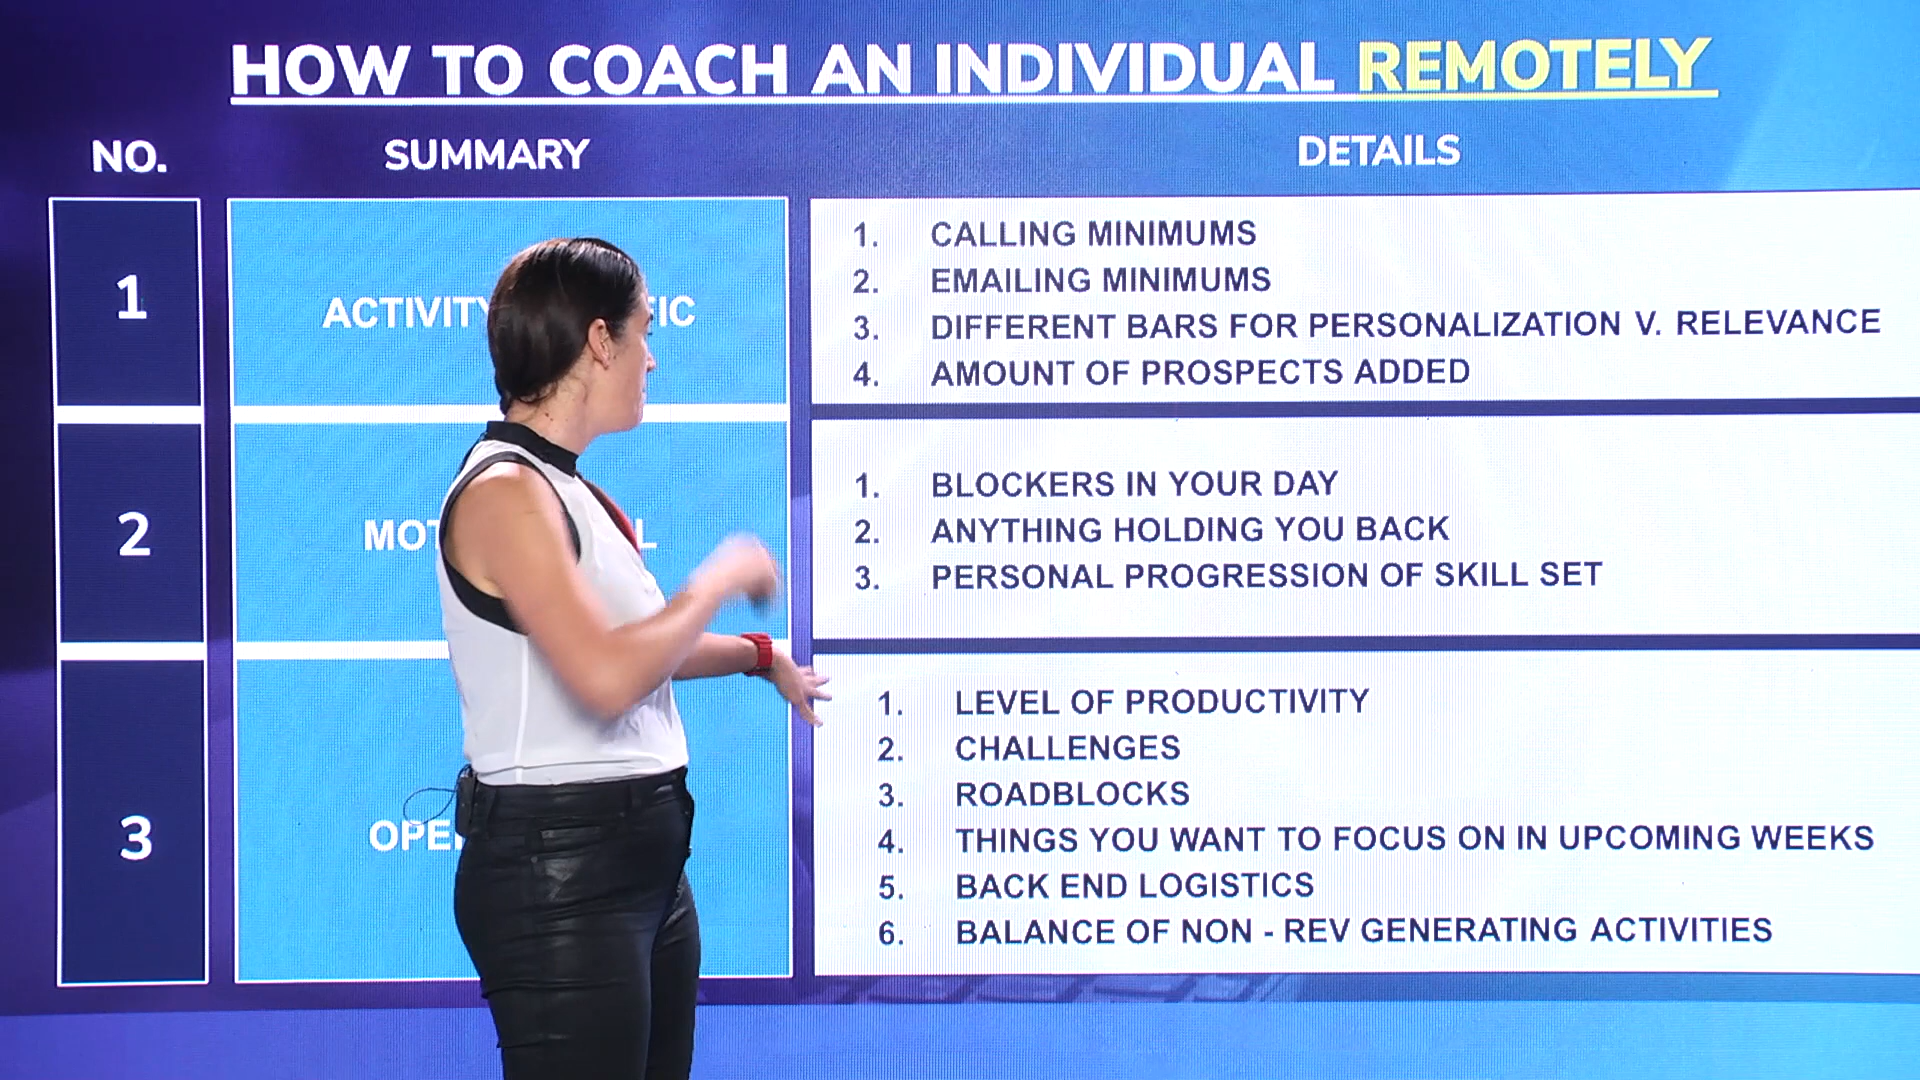 HOW TO COACH AN INDIVIDUAL REMOTELY
NO.
SUMMARY
DETAILS
1
1. CALLING MINIMUMS
2. EMAILING MINIMUMS
3. DIFFERENT BARS FOR PERSONALIZATION V. RELEVANCE
4. AMOUNT OF PROSPECTS ADDED
2
1. BLOCKERS IN YOUR DAY
2. ANYTHING HOLDING YOU BACK
3. PERSONAL PROGRESSION OF SKILL SET
3
1. LEVEL OF PRODUCTIVITY
2. CHALLENGES
3. ROADBLOCKS
4. THINGS YOU WANT TO FOCUS ON IN UPCOMING WEEKS
5. BACK END LOGISTICS
6. BALANCE OF NON - REV GENERATING ACTIVITIES